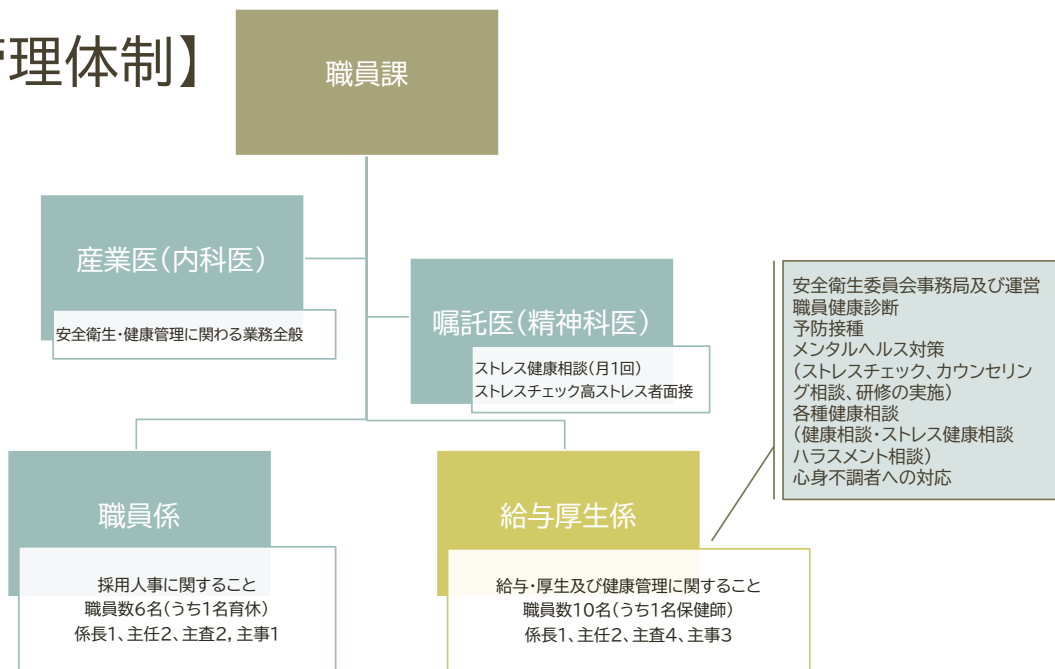 管理体制】
職員課
産業医(内科医)
安全衛生・健康管理に関わる業務全般
嘱託医(精神科医)
ストレス健康相談(月1回)
ストレスチェック高ストレス者面接
安全衛生委員会事務局及び運営
職員健康診断
予防接種
メンタルヘルス対策
(ストレスチェック、カウンセリン
グ相談、研修の実施)
各種健康相談
(健康相談・ストレス健康相談
ハラスメント相談)
心身不調者への対応
職員係
採用人事に関すること
職員数6名(うち1名育休)
係長1、主任2、主査2, 主事1
給与厚生係
給与・厚生及び健康管理に関すること
職員数10名(うち1名保健師)
係長1、主任2、主査4、主事3